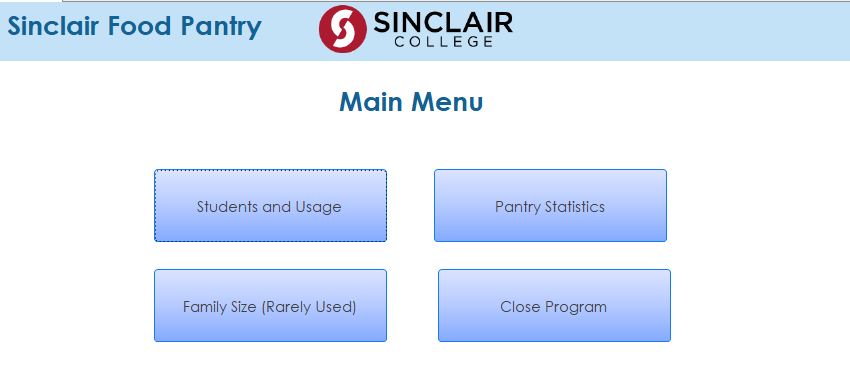 Sinclair Food Pantry
SINCLAIR
COLLEGE
Main Menu
Students and Usage
Pantry Statistics
Family Size (Rarely Used)
Close Program